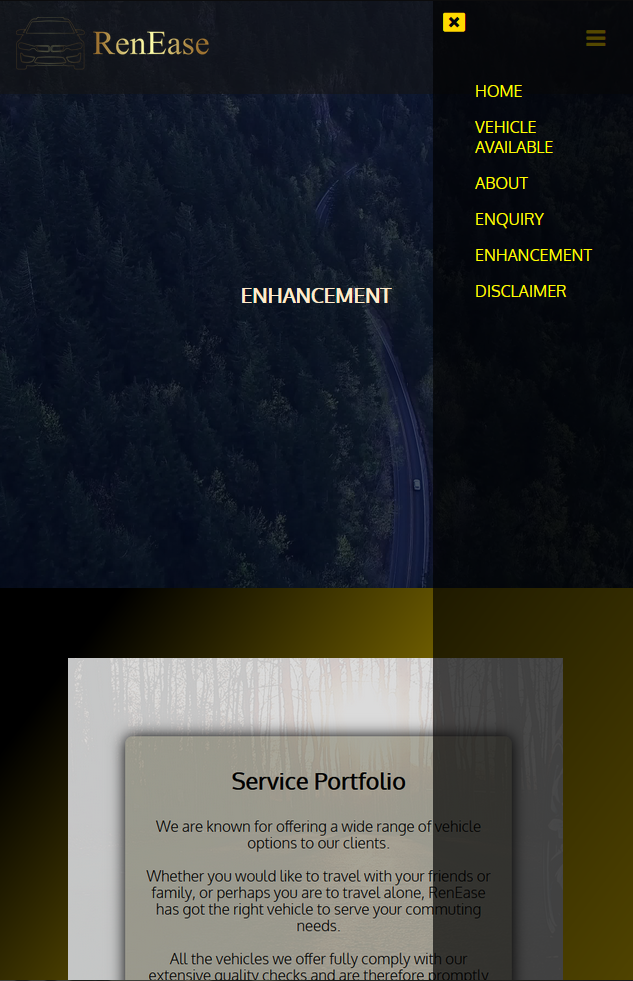 RenEase
HOME
VEHICLE
AVAILABLE
ABOUT
ENQUIRY
ENHANCEMENT
DISCLAIMER
ENHANCEMENT
Service Portfolio
We are known for offering a wide range of vehicle
options to our clients.
Whether you would like to travel with your friends or
family, or perhaps you are to travel alone, RenEase
has got the right vehicle to serve your commuting
needs.
All the vehicles we offer fully comply with our
extensive quality checks and are therefore promptly